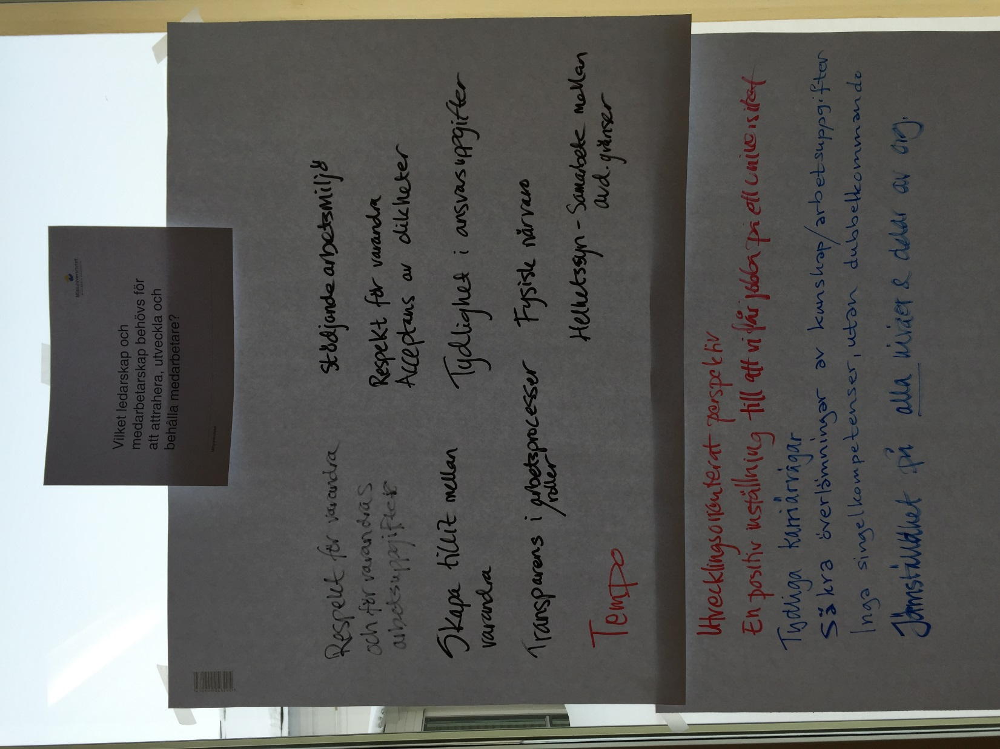 Mittuniversitetet
Vilket ledarskap och
medarbetarskap behövs för
att attrahera, utveckla och
behålla medarbetare?
Respekt för varandra
och för varandras
arbetsuppgifter
Skapa tillit mellan
varandra
Transparens i arbetsprocesser
/roller
Tempo
stödjande arbetsmiljö
Respekt för varandra
Acceptans av olikheter
Tydlighet i ansvarsuppgifter
Fysisk närvaro
Helhetssyn - Samarbete mellan
avd. gränser
Utvecklingsorienterat perspektiv
En positiv inställning till att vi får jobba på ett universitet
Tydliga karriärvägar
Säkra överlämningar av kunskap/arbetsuppgifter
Inga singelkompetenser, utan dubbelkommando
Jämställdhet på alla nivåer & delar av org.